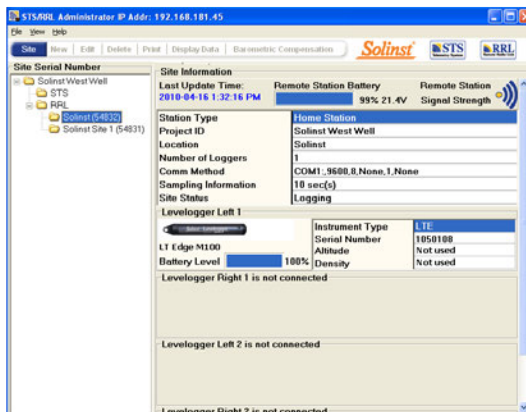 STS/RRL Administrator IP Addr: 192.168.181.45
File View Help
Site New Edit Delete Print Display Data Barometric Compensation Solinst STS RRL
Site Serial Number
Solinst West Well
STS
RRL
Solinst (54832)
Solinst Site 1 (54831)
Site Information
Last Update Time: Remote Station Battery Remote Station
2010-04-16 1:32:16 PM 99% 21.4V Signal Strength
Station Type Home Station
Project ID Solinst West Well
Location Solinst
Number of Loggers 1
Comm Method COM1:,9600,8,None,1,None
Sampling Information 10 sec(s)
Site Status Logging
Levelogger Left 1
Instrument Type LTE
Serial Number 1050108
LT Edge M100
Altitude Not used
Battery Level 100% Density Not used
Levelogger Right 1 is not connected
Levelogger Left 2 is not connected
Levelogger Right 2 is not connected